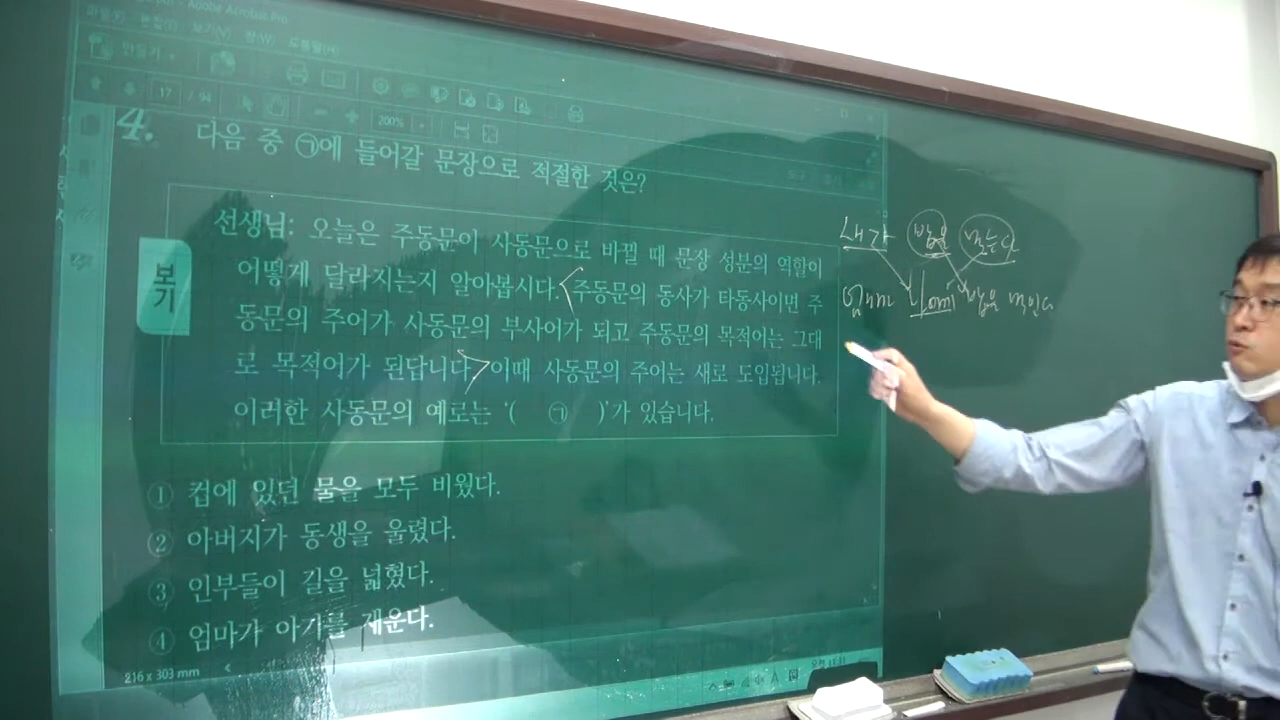 Adobe Acrobat Pro
만들기
17 / 94
200%
4. 다음 중 ㉠에 들어갈 문장으로 적절한 것은?
보기
선생님: 오늘은 주동문이 사동문으로 바뀔 때 문장 성분의 역할이
어떻게 달라지는지 알아봅시다. 주동문의 동사가 타동사이면 주
동문의 주어가 사동문의 부사어가 되고 주동문의 목적어는 그대
로 목적어가 된답니다. 이때 사동문의 주어는 새로 도입됩니다.
이러한 사동문의 예로는 ‘( ㉠ )’가 있습니다.
① 컵에 있던 물을 모두 비웠다.
② 아버지가 동생을 울렸다.
③ 인부들이 길을 넓혔다.
④ 엄마가 아기를 재운다.
216 x 303 mm
내가 밥을 먹는다
밥을 먹인다